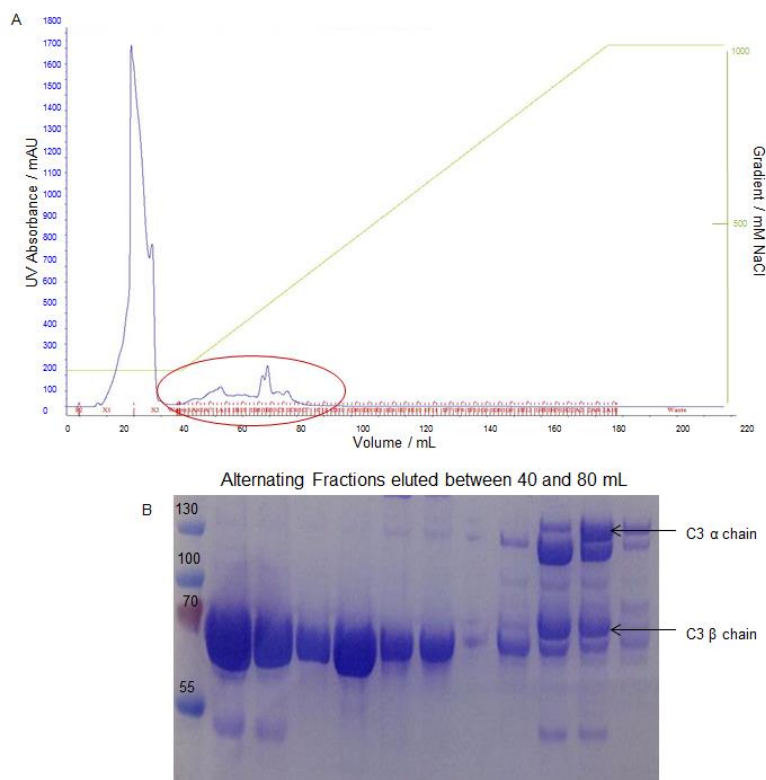 A
1800
1700
1600
1500
1400
1300
1200
1100
1000
900
800
700
600
500
400
300
200
100
0
UV Absorbance / mAU
1000
500
Gradient / mM NaCl
Waste
0 20 40 60 80 100 120 140 160 180 200 220
Volume / mL
Alternating Fractions eluted between 40 and 80 mL
B
130
100
70
55
C3 α chain
C3 β chain